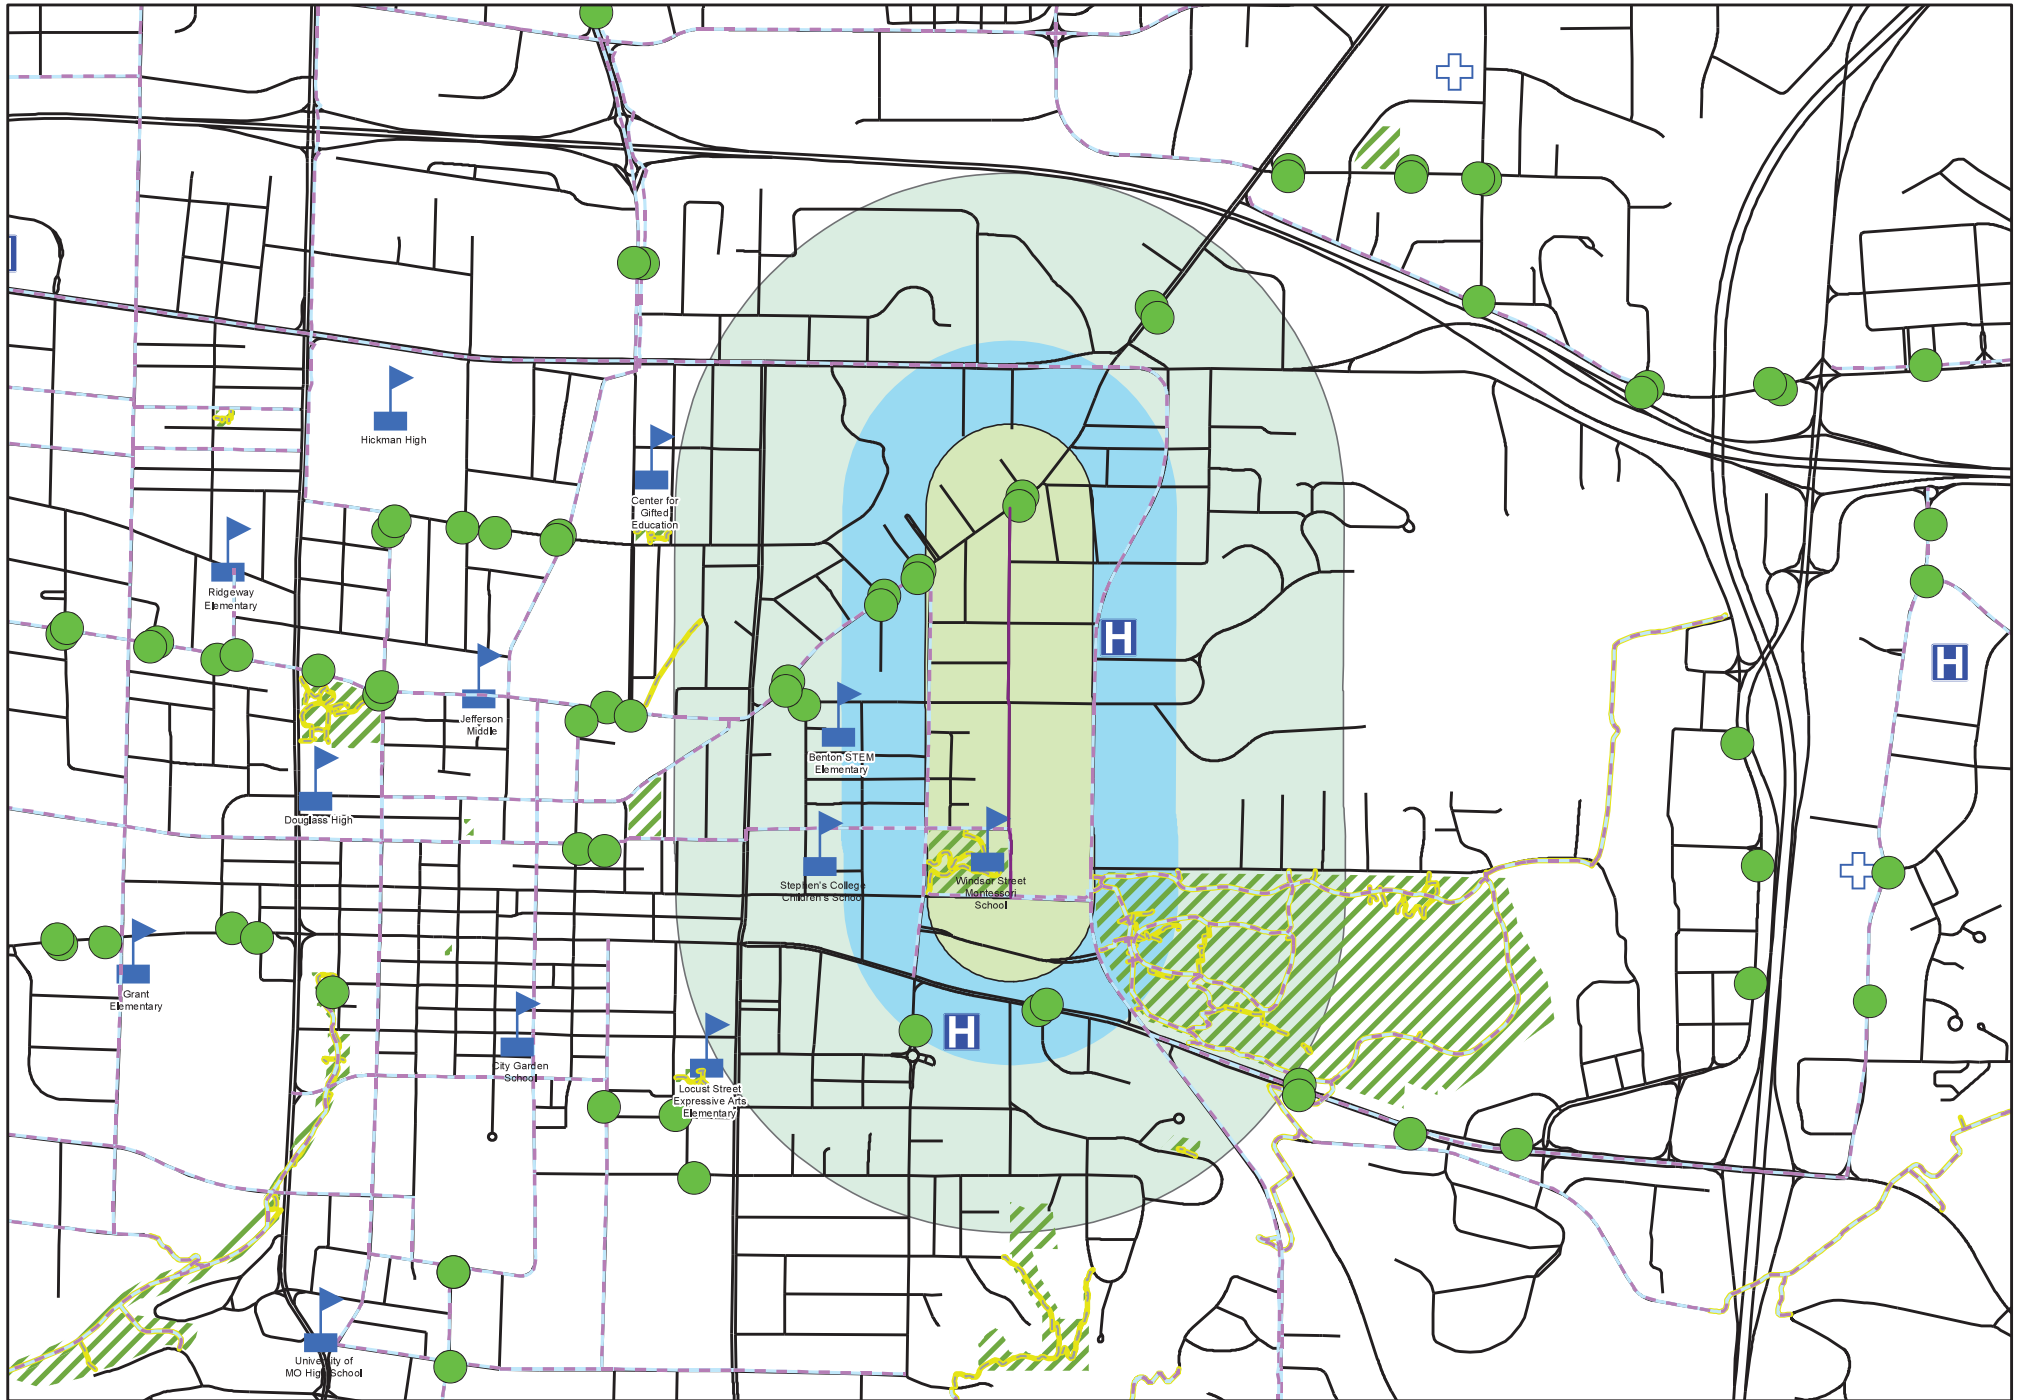 Hickman High
Center for
Gifted
Education
Ridgeway
Elementary
H
H
Jefferson
Middle
Benton STEM
Elementary
Douglass High
Stephen's College
Children's School
Windsor Street
Montessori
School
Grant
Elementary
H
City Garden
School
Locust Street
Expressive Arts
Elementary
University of
MO High School